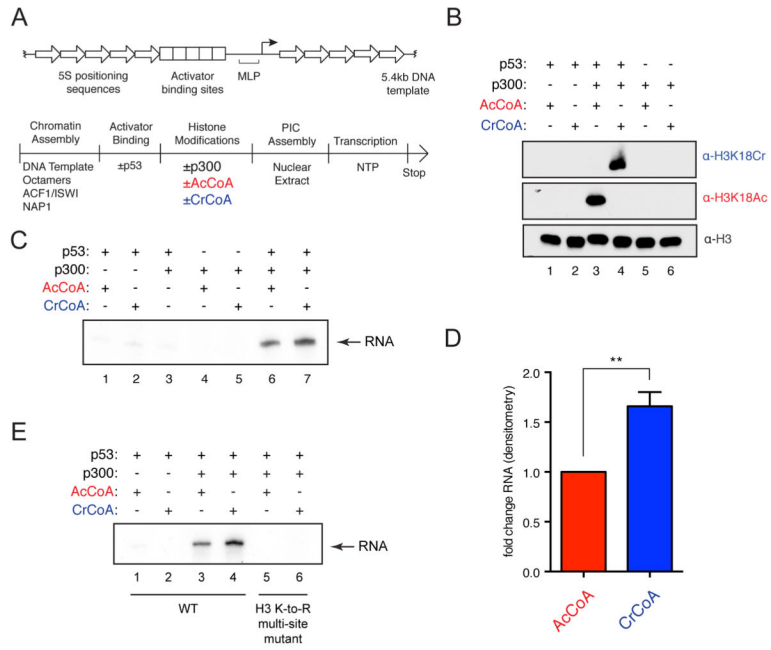 A
5S positioning sequences
Activator binding sites
MLP
5.4kb DNA template
Chromatin Assembly
Activator Binding
Histone Modifications
PIC Assembly
Transcription
DNA Template
Octamers
ACF1/ISWI
NAP1
±p53
±p300
±AcCoA
±CrCoA
Nuclear Extract
NTP
Stop
B
p53: + + + + - -
p300: - - + + + +
AcCoA: + - + - + -
CrCoA: - + - + - +
α-H3K18Cr
α-H3K18Ac
α-H3
1 2 3 4 5 6
C
p53: + + + - - + +
p300: - - + + + + +
AcCoA: + - - + - + -
CrCoA: - + - - + - +
RNA
1 2 3 4 5 6 7
D
**
fold change RNA (densitometry)
2.0
1.5
1.0
0.5
0.0
AcCoA
CrCoA
E
p53: + + + + + +
p300: - - + + + +
AcCoA: + - + - + -
CrCoA: - + - + - +
RNA
1 2 3 4 5 6
WT
H3 K-to-R
multi-site
mutant